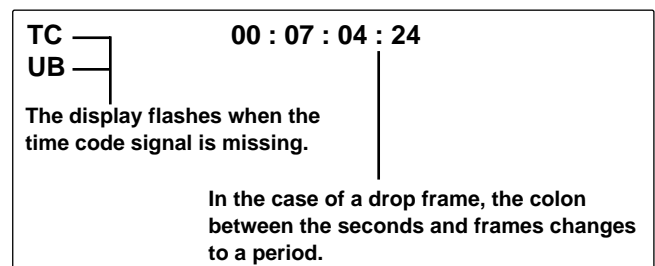 TC 00 : 07 : 04 : 24
UB
The display flashes when the
time code signal is missing.
In the case of a drop frame, the colon
between the seconds and frames changes
to a period.